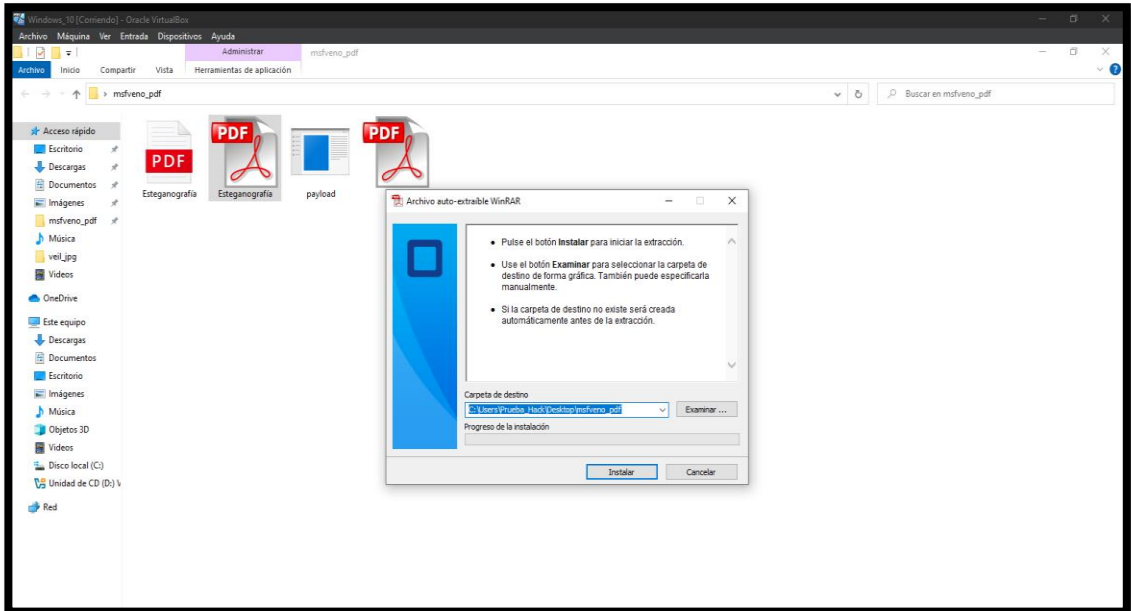 Windows_10 [Corriendo] - Oracle VirtualBox
Archivo Máquina Ver Entrada Dispositivos Ayuda
Administrar msfveno_pdf
Archivo Inicio Compartir Vista Herramientas de aplicación
msfveno_pdf
Buscar en msfveno_pdf
Acceso rápido
Escritorio
Descargas
Documentos
Imágenes
msfveno_pdf
Música
veil_jpg
Videos
OneDrive
Este equipo
Descargas
Documentos
Escritorio
Imágenes
Música
Objetos 3D
Videos
Disco local (C:)
Unidad de CD (D:) V
Red
PDF
PDF
PDF
Esteganografía
Esteganografía
payload
Archivo auto-extraíble WinRAR
Pulse el botón Instalar para iniciar la extracción.
Use el botón Examinar para seleccionar la carpeta de
destino de forma gráfica. También puede especificarla
manualmente.
Si la carpeta de destino no existe será creada
automáticamente antes de la extracción.
Carpeta de destino
C:\Users\Prueba_Hack\Desktop\msfveno_pdf
Examinar ...
Progreso de la instalación
Instalar
Cancelar